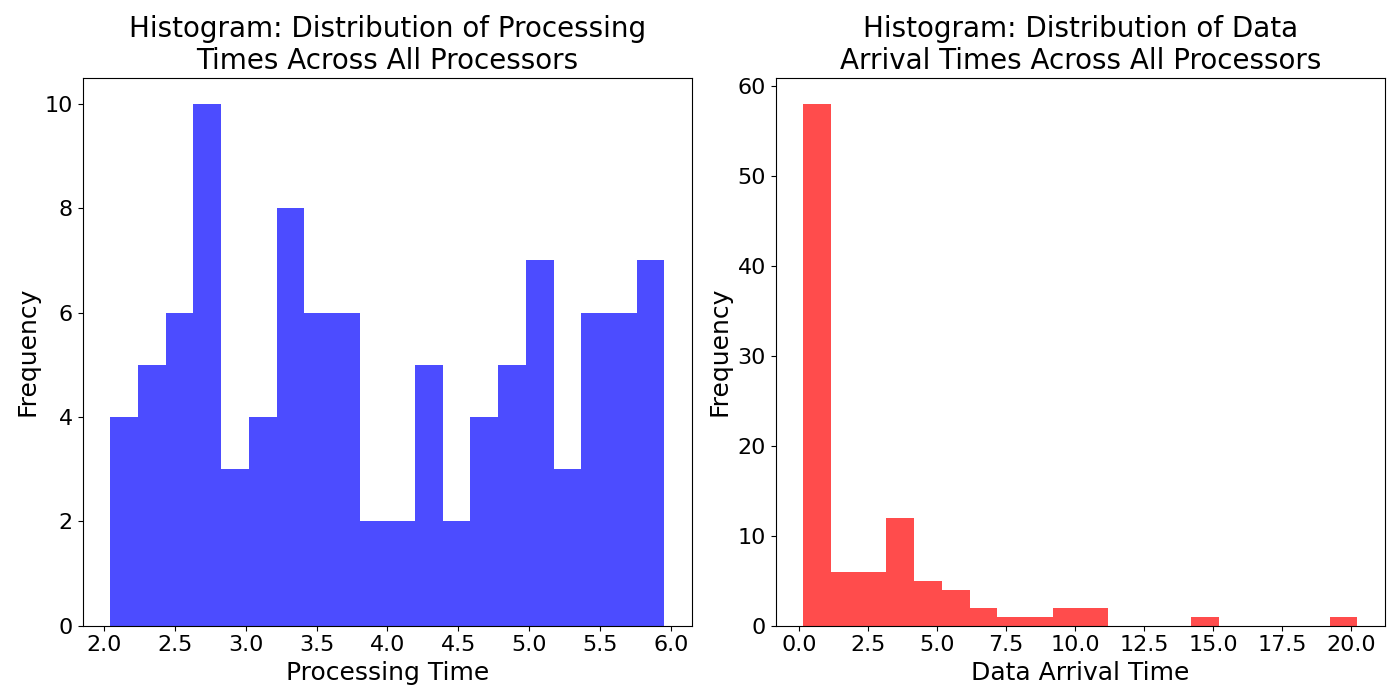 Histogram: Distribution of Processing
Times Across All Processors
10
8
6
4
2
0
Frequency
2.0 2.5 3.0 3.5 4.0 4.5 5.0 5.5 6.0
Processing Time
Histogram: Distribution of Data
Arrival Times Across All Processors
60
50
40
30
20
10
0
Frequency
0.0 2.5 5.0 7.5 10.0 12.5 15.0 17.5 20.0
Data Arrival Time